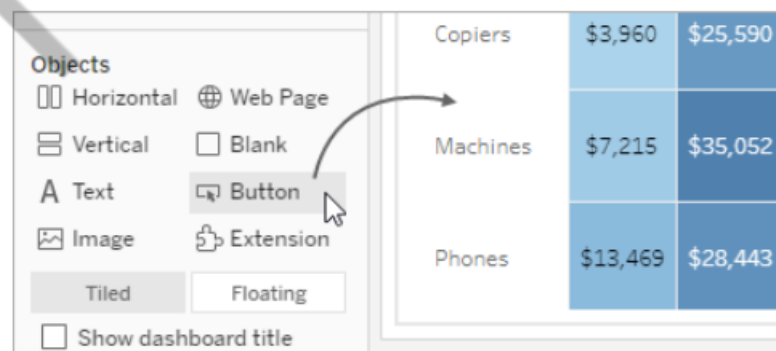 Objects
Horizontal Web Page
Vertical Blank
Text Button
Image Extension
Tiled Floating
Show dashboard title
Copiers $3,960 $25,590
Machines $7,215 $35,052
Phones $13,469 $28,443